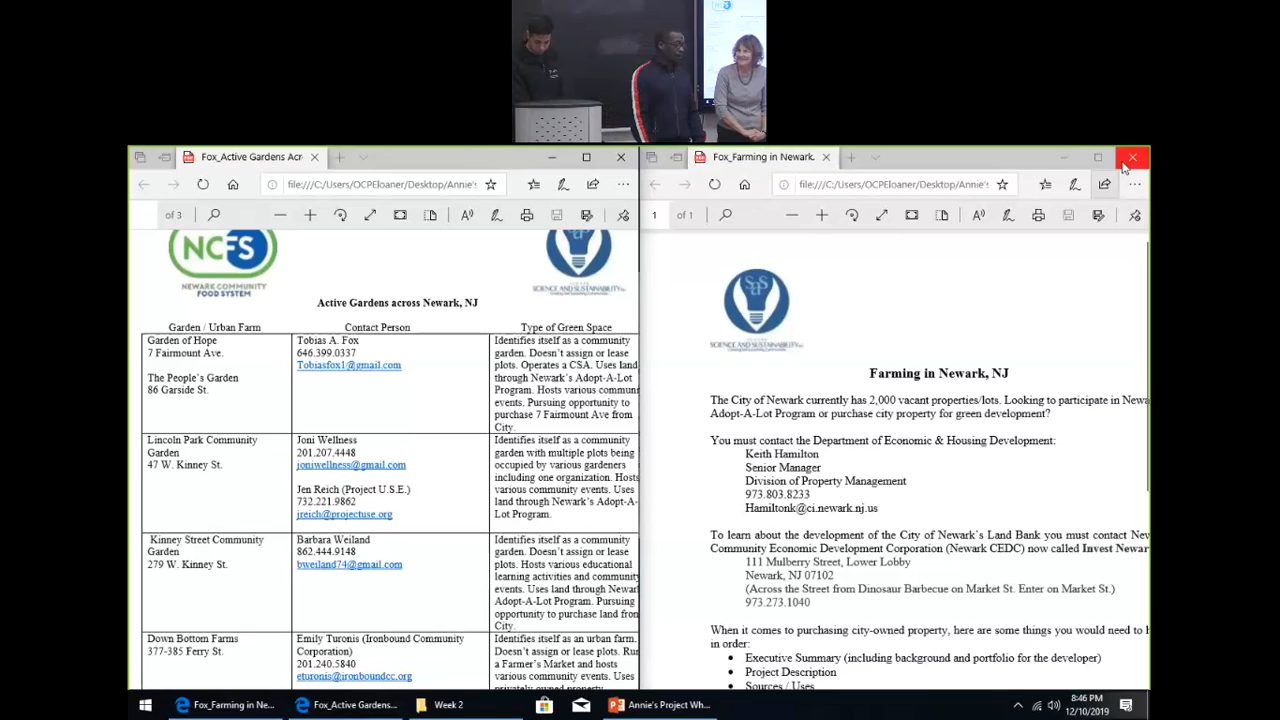 Fox_Active Gardens Acr
Fox_Farming in Newark.
file:///C:/Users/OCPEloaner/Desktop/Annie's
file:///C:/Users/OCPEloaner/Desktop/Annie's
of 3
1 of 1
NCFS
NEWARK COMMUNITY
FOOD SYSTEM
SCIENCE AND SUSTAINABILITY
Active Gardens across Newark, NJ
Garden / Urban Farm
Contact Person
Type of Green Space
Garden of Hope
7 Fairmount Ave.
The People's Garden
86 Garside St.
Tobias A. Fox
646.399.0337
Tobiasfox1@gmail.com
Identifies itself as a community
garden. Doesn't assign or lease
plots. Operates a CSA. Uses land
through Newark's Adopt-A-Lot
Program. Hosts various commun
events. Pursuing opportunity to
purchase 7 Fairmount Ave from
City.
Lincoln Park Community
Garden
47 W. Kinney St.
Joni Wellness
201.207.4448
joniwellness@gmail.com
Jen Reich (Project U.S.E.)
732.221.9862
jreich@projectuse.org
Identifies itself as a community
garden with multiple plots being
occupied by various gardeners
including one organization. Hosts
various community events. Uses
land through Newark's Adopt-A-
Lot Program.
Kinney Street Community
Garden
279 W. Kinney St.
Barbara Weiland
862.444.9148
bweiland74@gmail.com
Identifies itself as a community
garden. Doesn't assign or lease
plots. Hosts various educational
learning activities and community
events. Uses land through Newar
Adopt-A-Lot Program. Pursuing
opportunity to purchase land from
City.
Down Bottom Farms
377-385 Ferry St.
Emily Turonis (Ironbound Community
Corporation)
201.240.5840
eturonis@ironboundcc.org
Identifies itself as an urban farm.
Doesn't assign or lease plots. Ru
a Farmer's Market and hosts
various community events. Uses
privately owned property
SCIENCE AND SUSTAINABILITY
Farming in Newark, NJ
The City of Newark currently has 2,000 vacant properties/lots. Looking to participate in Newa
Adopt-A-Lot Program or purchase city property for green development?
You must contact the Department of Economic & Housing Development:
Keith Hamilton
Senior Manager
Division of Property Management
973.803.8233
Hamiltonk@ci.newark.nj.us
To learn about the development of the City of Newark's Land Bank you must contact New
Community Economic Development Corporation (Newark CEDC) now called Invest Newar
111 Mulberry Street, Lower Lobby
Newark, NJ 07102
(Across the Street from Dinosaur Barbecue on Market St. Enter on Market St.)
973.273.1040
When it comes to purchasing city-owned property, here are some things you would need to h
in order:
• Executive Summary (including background and portfolio for the developer)
• Project Description
• Sources / Uses
Fox_Farming in Ne...
Fox_Active Gardens...
Week 2
Annie's Project Wh...
8:46 PM
12/10/2019